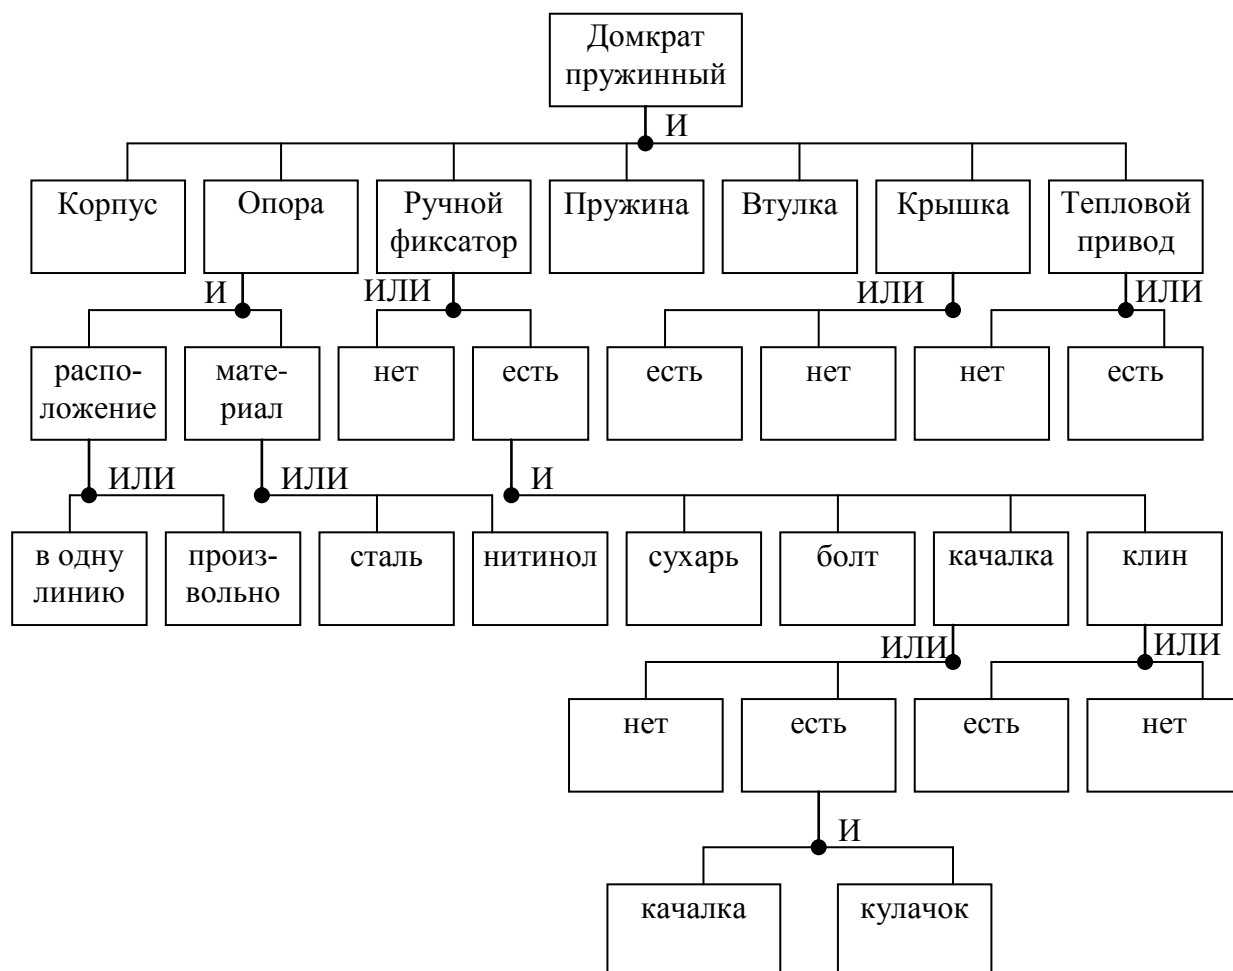 Домкрат
пружинный
И
Корпус
Опора
Ручной
фиксатор
Пружина
Втулка
Крышка
Тепловой
привод
И
ИЛИ
ИЛИ
ИЛИ
распо-
ложение
мате-
риал
нет
есть
есть
нет
нет
есть
ИЛИ
ИЛИ
И
в одну
линию
произ-
вольно
сталь
нитинол
сухарь
болт
качалка
клин
ИЛИ
ИЛИ
нет
есть
есть
нет
И
качалка
кулачок